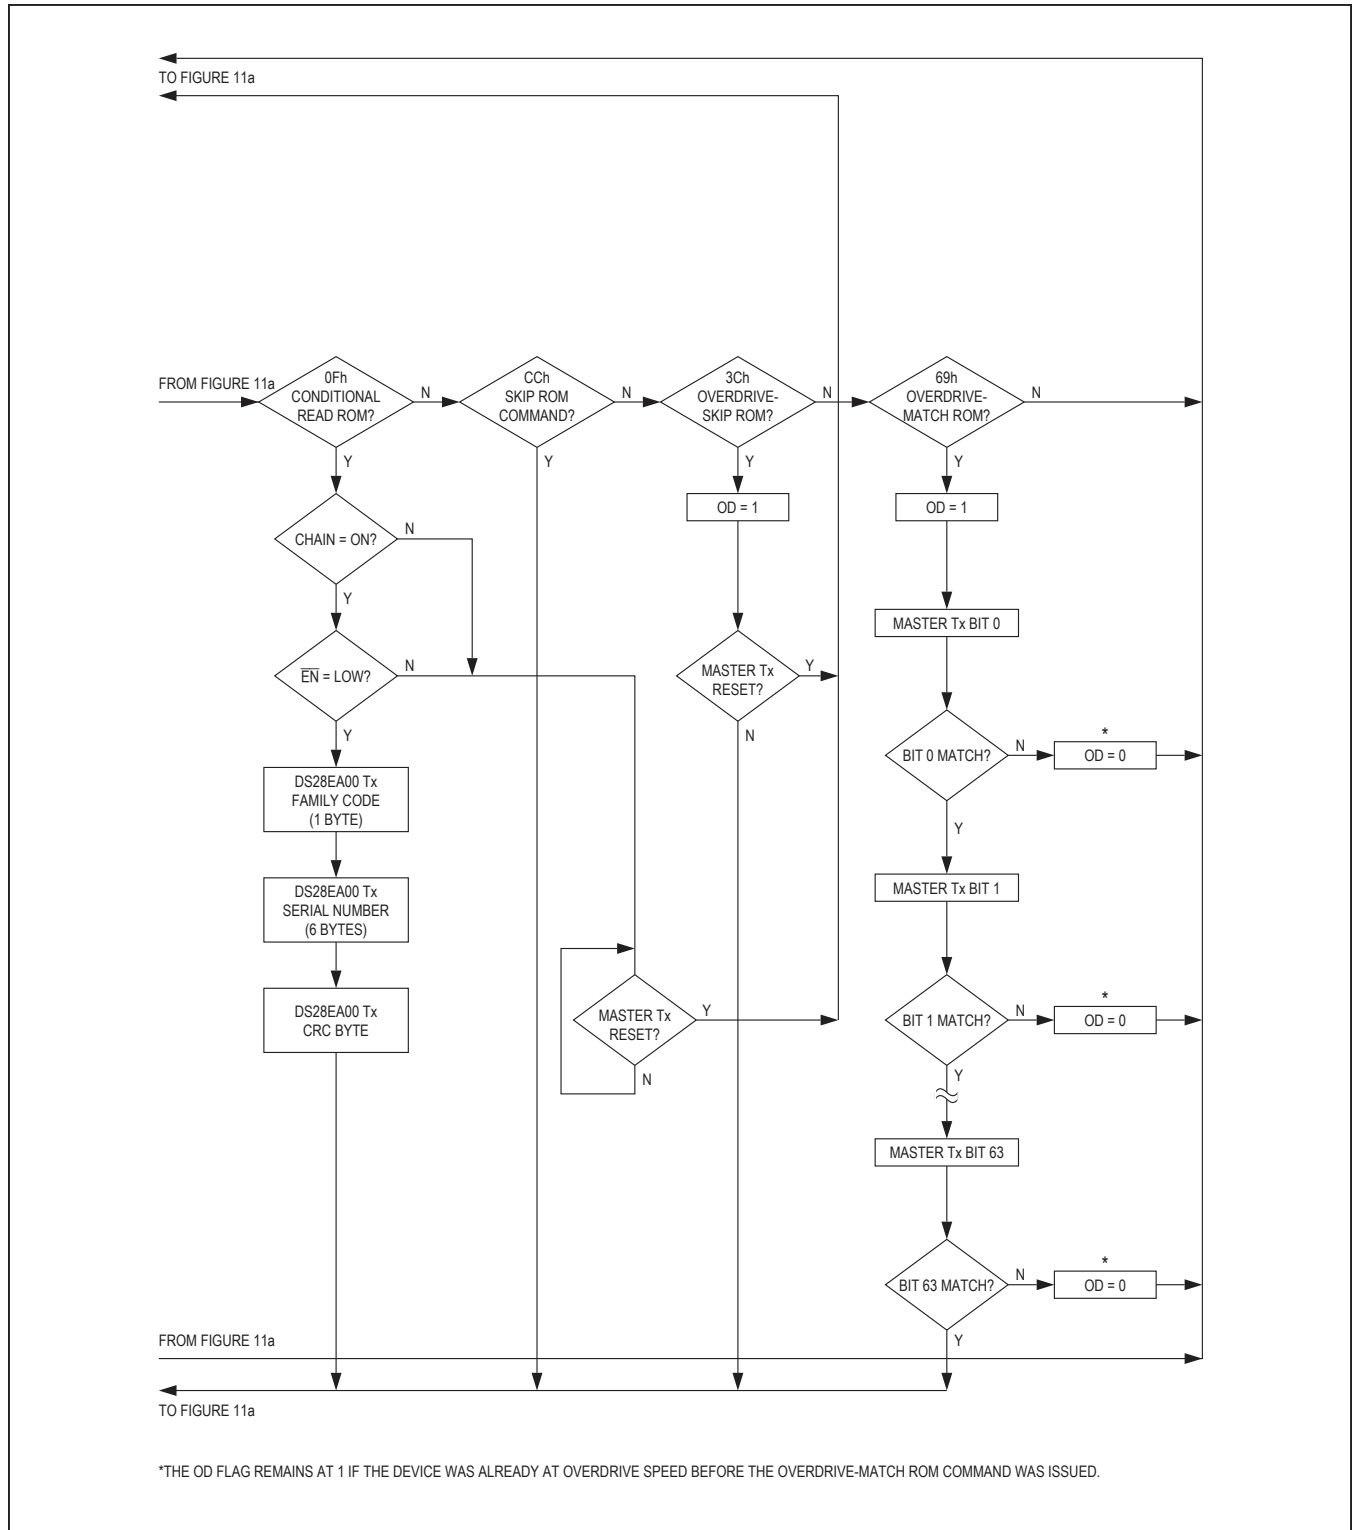 TO FIGURE 11a
FROM FIGURE 11a
0Fh
CONDITIONAL
READ ROM?
N
CCh
SKIP ROM
COMMAND?
N
3Ch
OVERDRIVE-
SKIP ROM?
N
69h
OVERDRIVE-
MATCH ROM?
N
Y
Y
Y
Y
CHAIN = ON?
N
OD = 1
OD = 1
Y
MASTER Tx BIT 0
EN = LOW?
N
MASTER Tx
RESET?
Y
Y
N
BIT 0 MATCH?
N
*
OD = 0
DS28EA00 Tx
FAMILY CODE
(1 BYTE)
Y
DS28EA00 Tx
SERIAL NUMBER
(6 BYTES)
MASTER Tx BIT 1
DS28EA00 Tx
CRC BYTE
MASTER Tx
RESET?
Y
N
BIT 1 MATCH?
N
*
OD = 0
Y
MASTER Tx BIT 63
BIT 63 MATCH?
N
*
OD = 0
Y
FROM FIGURE 11a
TO FIGURE 11a
*THE OD FLAG REMAINS AT 1 IF THE DEVICE WAS ALREADY AT OVERDRIVE SPEED BEFORE THE OVERDRIVE-MATCH ROM COMMAND WAS ISSUED.